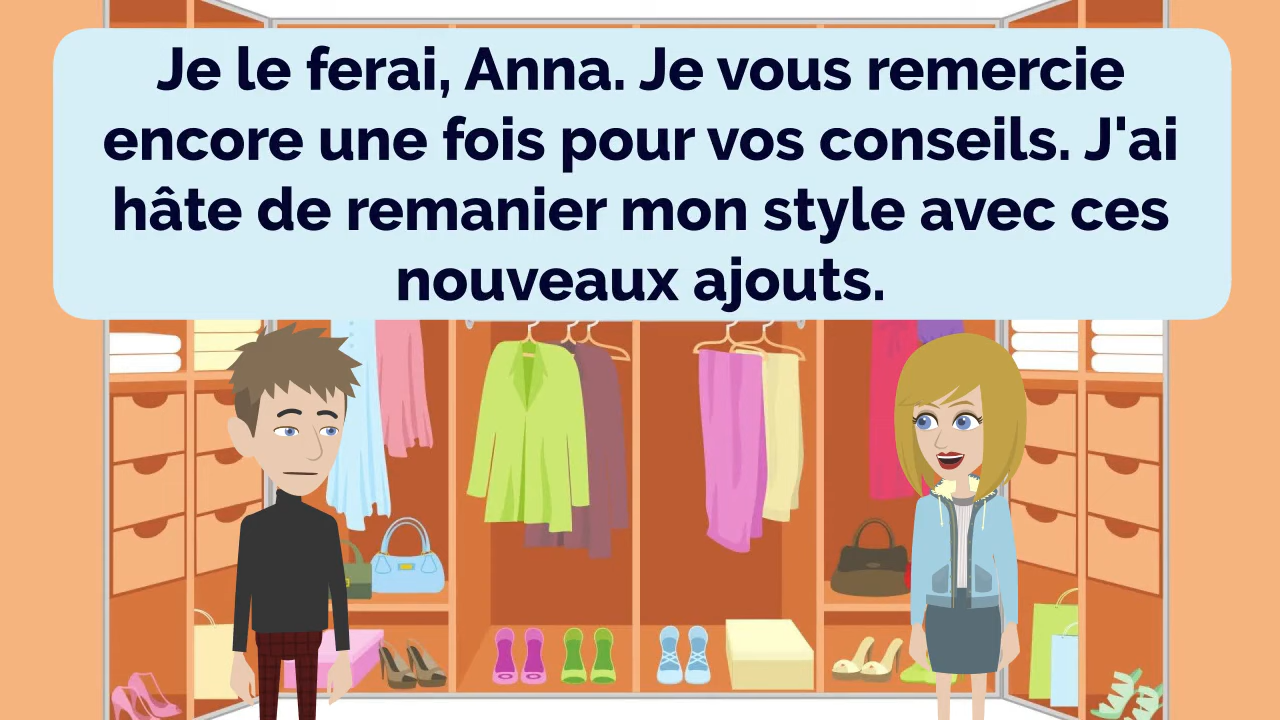 Je le ferai, Anna. Je vous remercie
encore une fois pour vos conseils. J'ai
hâte de remanier mon style avec ces
nouveaux ajouts.